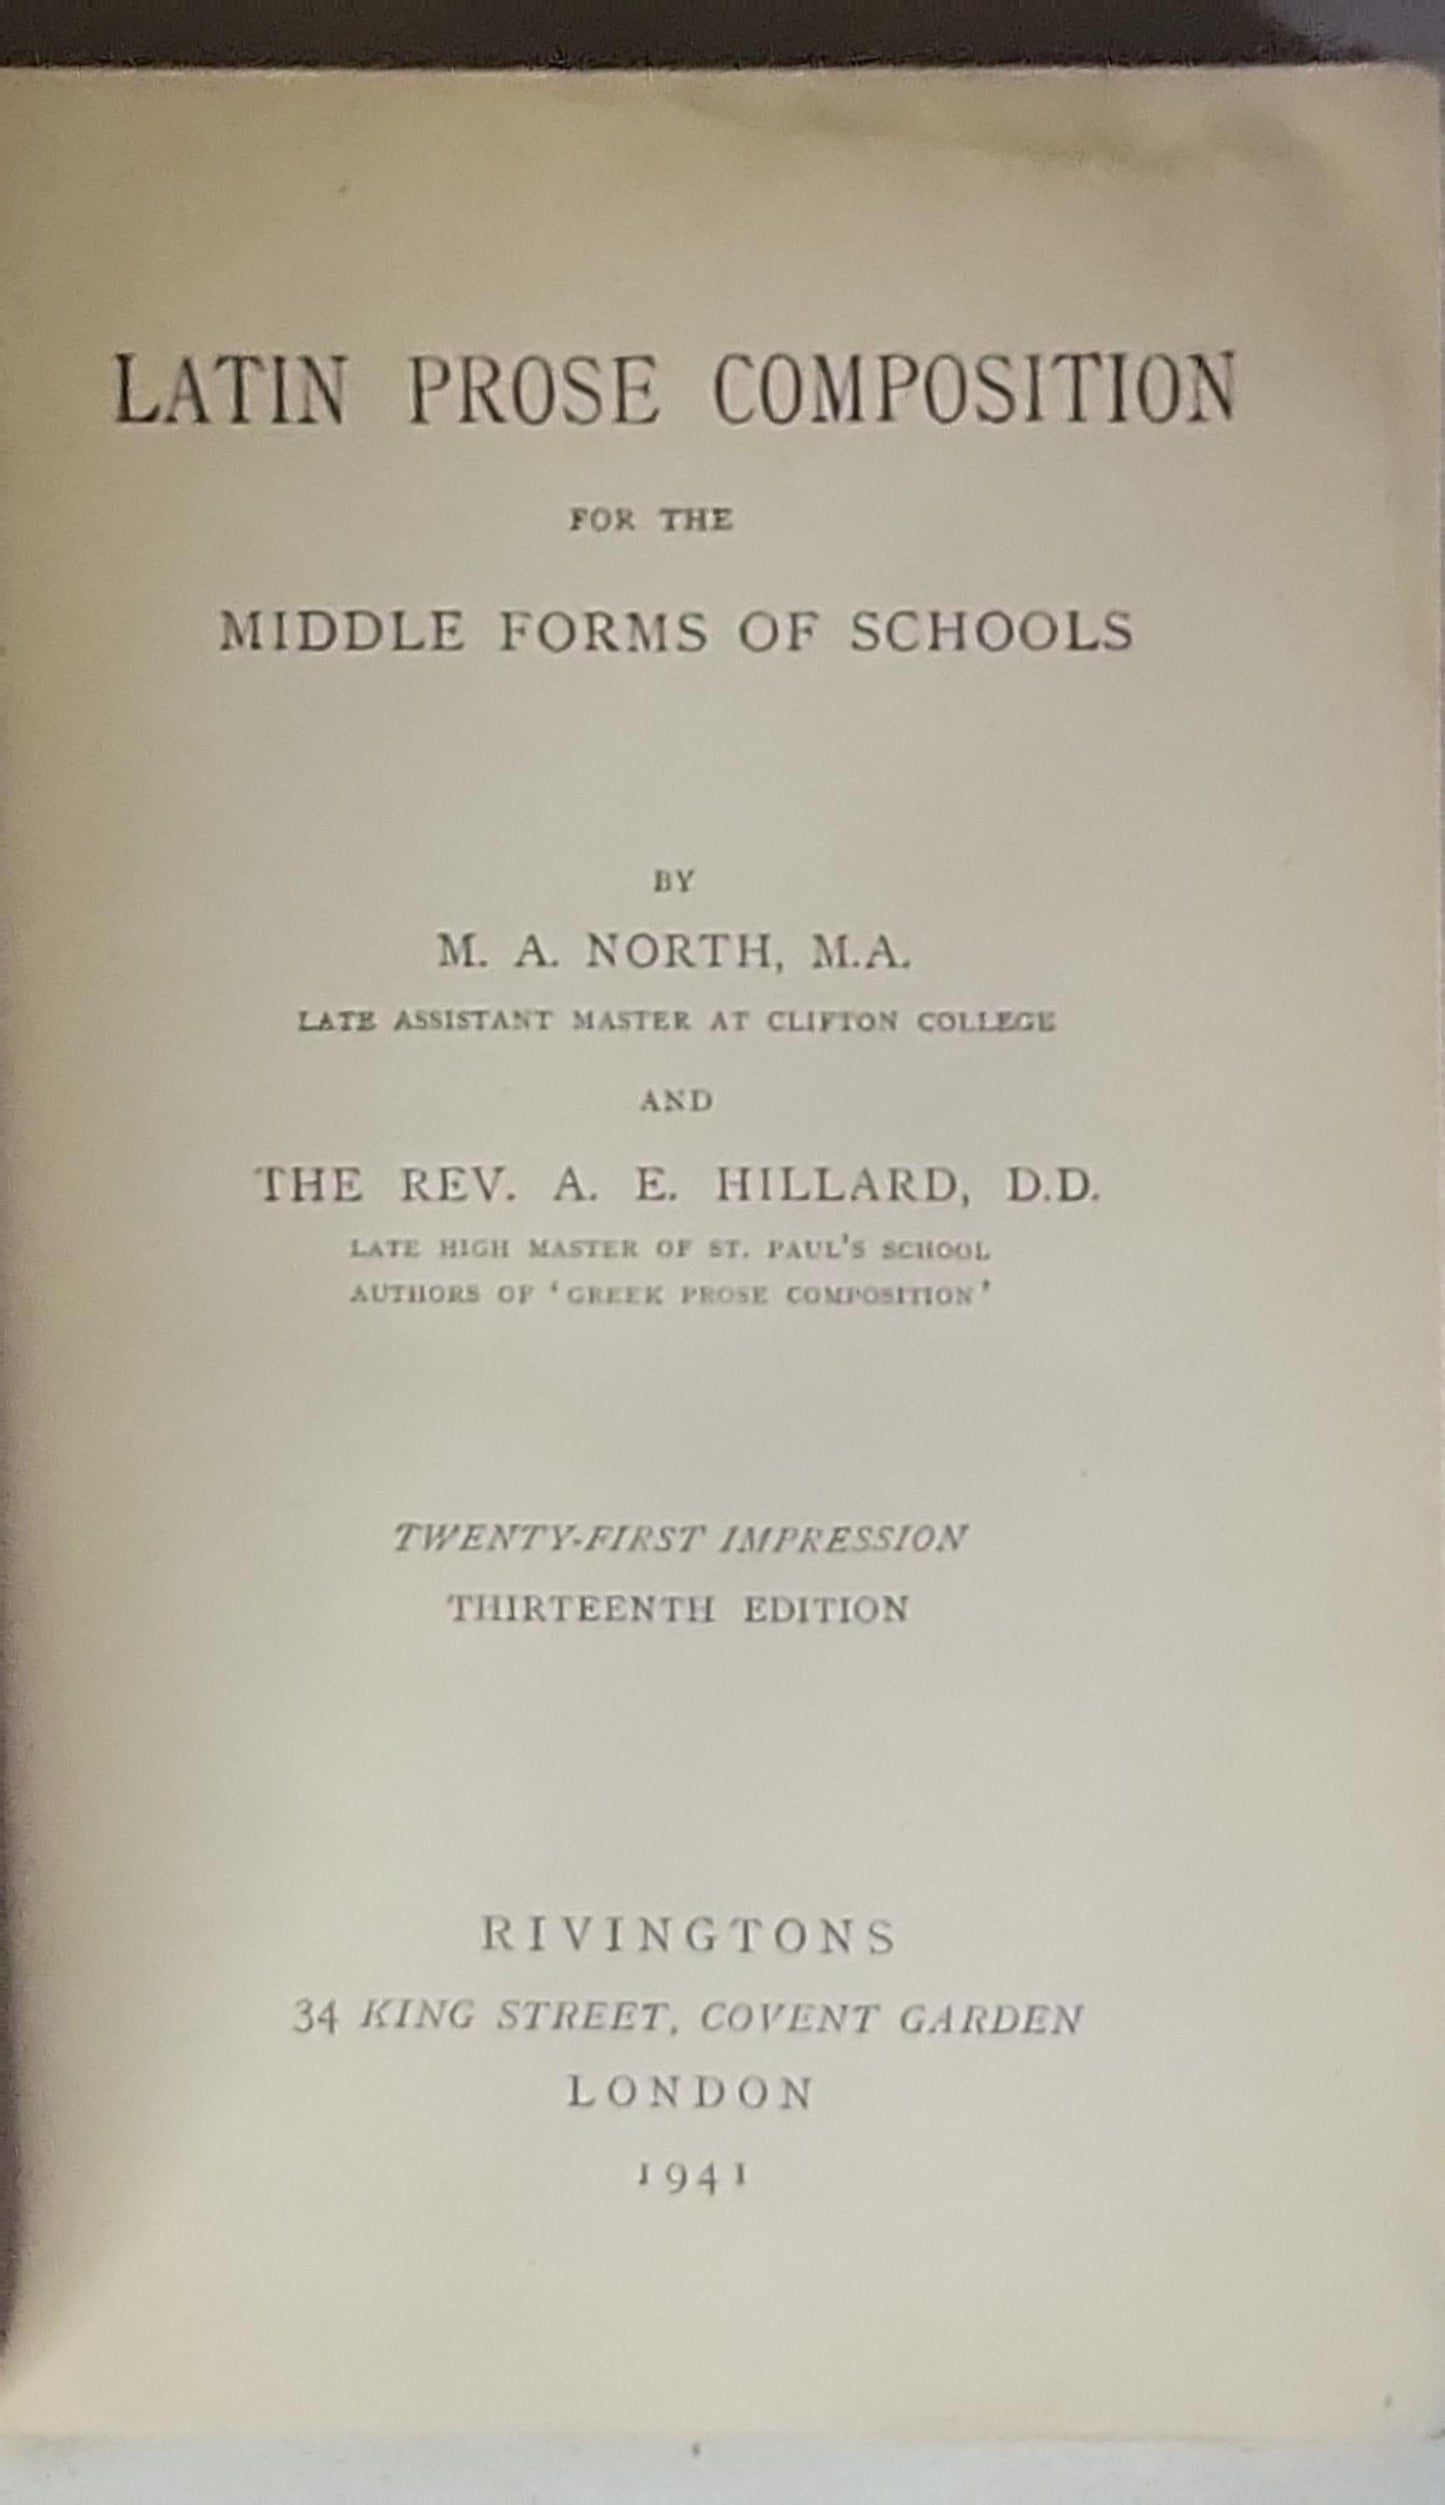 LATIN PROSE COMPOSITION
FOR THE
MIDDLE FORMS OF SCHOOLS
BY
M. A. NORTH, M.A.
LATE ASSISTANT MASTER AT CLIFTON COLLEGE
AND
THE REV. A. E. HILLARD, D.D.
LATE HIGH MASTER OF ST. PAUL'S SCHOOL
AUTHORS OF 'GREEK PROSE COMPOSITION'
TWENTY-FIRST IMPRESSION
THIRTEENTH EDITION
RIVINGTONS
34 KING STREET, COVENT GARDEN
LONDON
1941